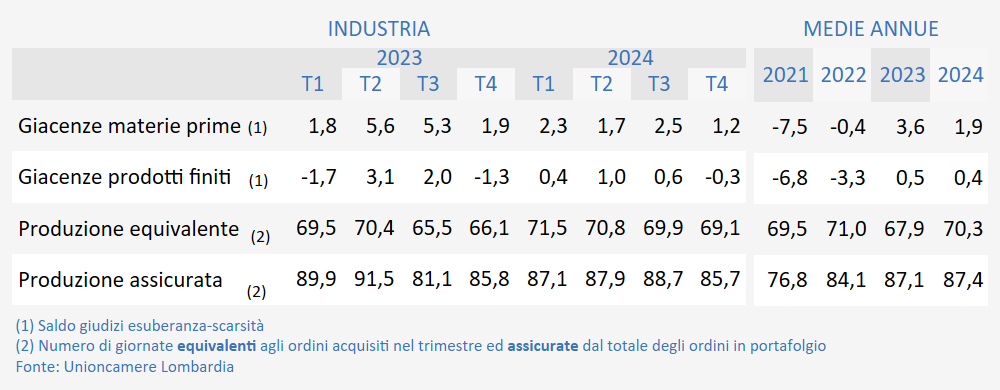 INDUSTRIA MEDIE ANNUE
2023 2024
T1 T2 T3 T4 T1 T2 T3 T4 2021 2022 2023 2024
Giacenze materie prime (1) 1,8 5,6 5,3 1,9 2,3 1,7 2,5 1,2 -7,5 -0,4 3,6 1,9
Giacenze prodotti finiti (1) -1,7 3,1 2,0 -1,3 0,4 1,0 0,6 -0,3 -6,8 -3,3 0,5 0,4
Produzione equivalente (2) 69,5 70,4 65,5 66,1 71,5 70,8 69,9 69,1 69,5 71,0 67,9 70,3
Produzione assicurata (2) 89,9 91,5 81,1 85,8 87,1 87,9 88,7 85,7 76,8 84,1 87,1 87,4
(1) Saldo giudizi esuberanza-scarsità
(2) Numero di giornate equivalenti agli ordini acquisiti nel trimestre ed assicurate dal totale degli ordini in portafolgio
Fonte: Unioncamere Lombardia